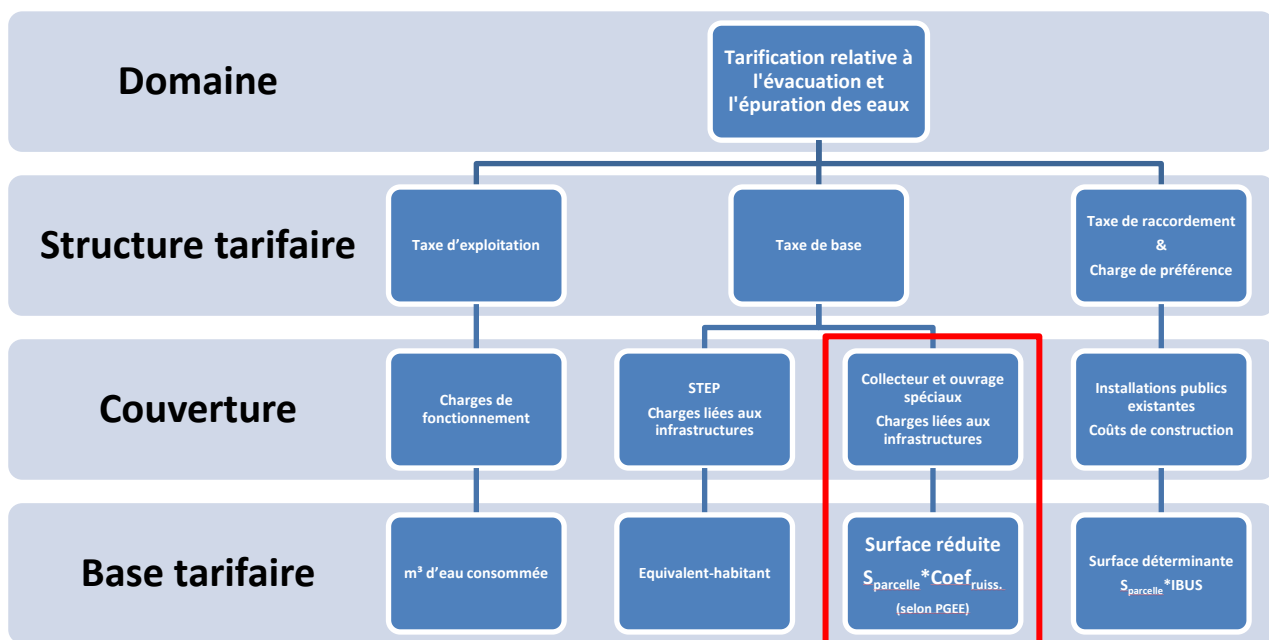 Domaine
Tarification relative à
l'évacuation et
l'épuration des eaux
Structure tarifaire
Taxe d’exploitation
Taxe de base
Taxe de raccordement
&
Charge de préférence
Couverture
Charges de
fonctionnement
STEP
Charges liées aux
infrastructures
Collecteur et ouvrage
spéciaux
Charges liées aux
infrastructures
Installations publics
existantes
Coûts de construction
Base tarifaire
m³ d’eau consommée
Equivalent-habitant
Surface réduite
Sparcelle*Coefruiss.
(selon PGEE)
Surface déterminante
Sparcelle*IBUS